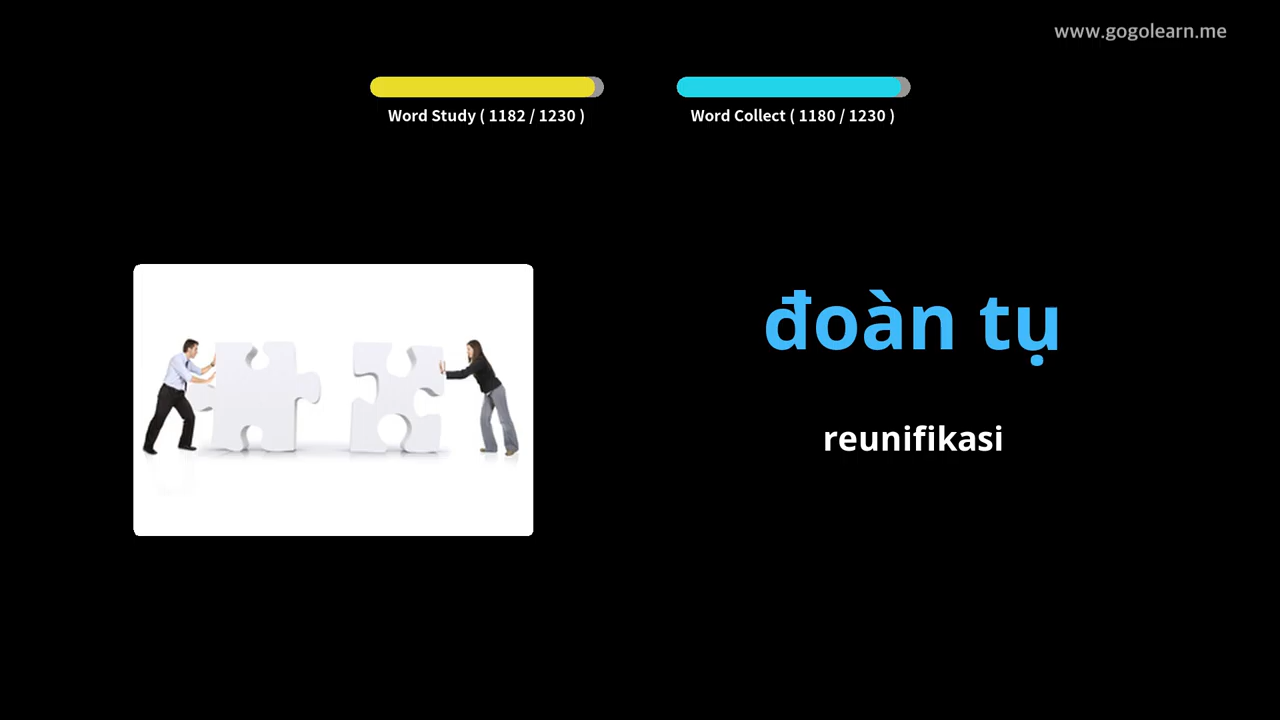 www.gogolearn.me
Word Study ( 1182 / 1230 )
Word Collect ( 1180 / 1230 )
đoàn tụ
reunifikasi